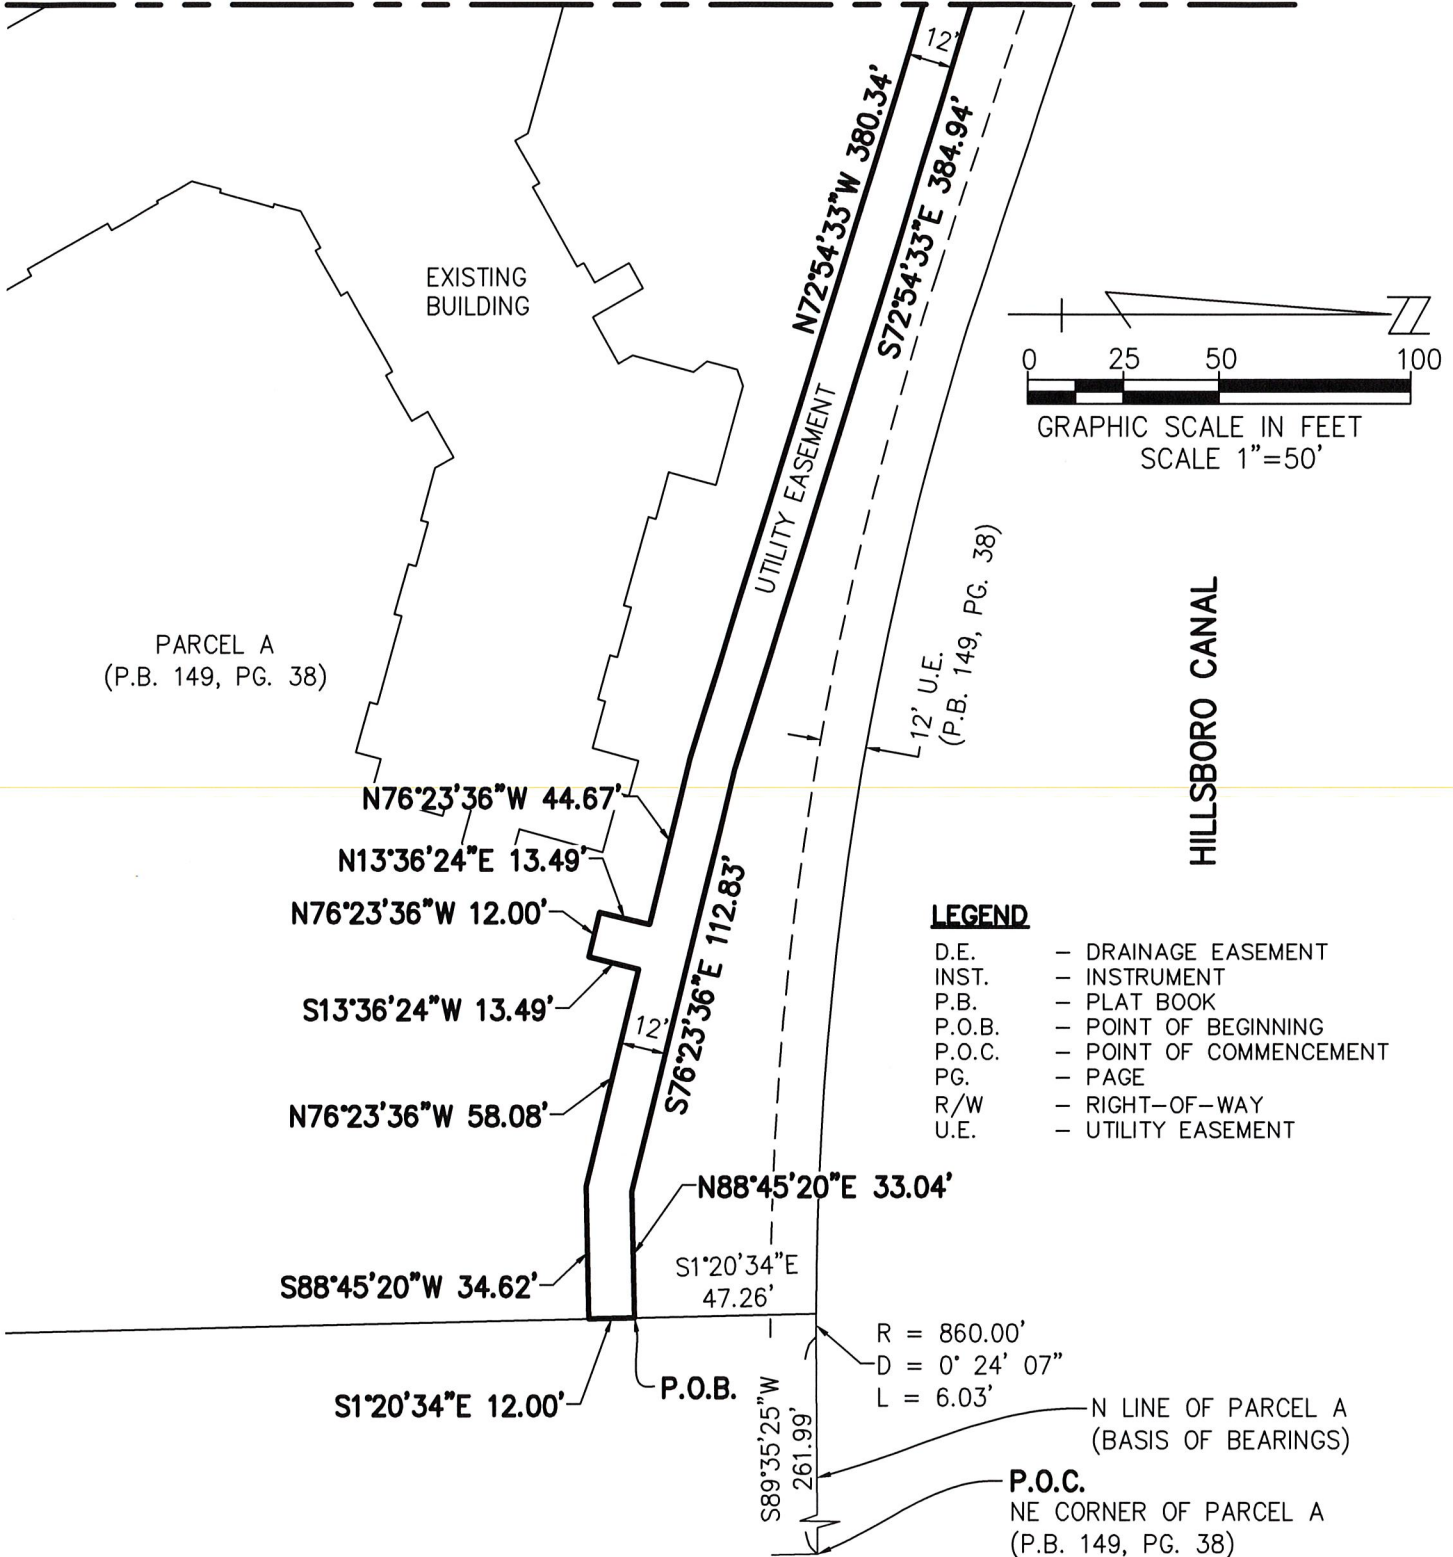 12'
N72°54'33"W 380.34'
S72°54'33"E 384.94'
EXISTING
BUILDING
0 25 50 100
GRAPHIC SCALE IN FEET
SCALE 1"=50'
UTILITY EASEMENT
12' U.E.
(P.B. 149, PG. 38)
HILLSBORO CANAL
PARCEL A
(P.B. 149, PG. 38)
N76°23'36"W 44.67'
N13°36'24"E 13.49'
N76°23'36"W 12.00'
S13°36'24"W 13.49'
12'
S76°23'36"E 112.83'
N76°23'36"W 58.08'
LEGEND
D.E. – DRAINAGE EASEMENT
INST. – INSTRUMENT
P.B. – PLAT BOOK
P.O.B. – POINT OF BEGINNING
P.O.C. – POINT OF COMMENCEMENT
PG. – PAGE
R/W – RIGHT-OF-WAY
U.E. – UTILITY EASEMENT
N88°45'20"E 33.04'
S88°45'20"W 34.62'
S1°20'34"E
47.26'
S1°20'34"E 12.00'
P.O.B.
R = 860.00'
D = 0° 24' 07"
L = 6.03'
S89°35'25"W
261.99'
N LINE OF PARCEL A
(BASIS OF BEARINGS)
P.O.C.
NE CORNER OF PARCEL A
(P.B. 149, PG. 38)